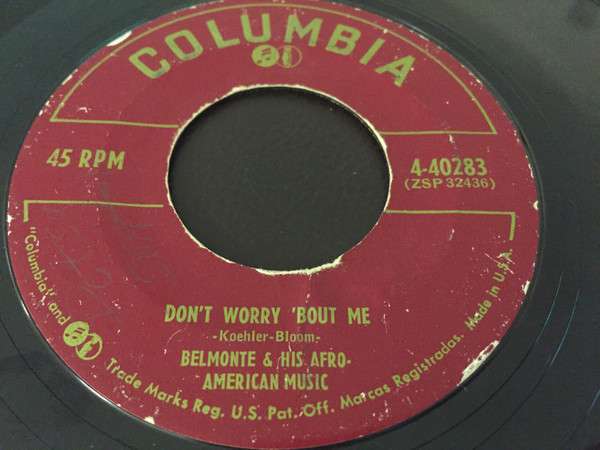 COLUMBIA
45 RPM
4-40283
(ZSP 32436)
DON'T WORRY 'BOUT ME
-Koehler-Bloom-
BELMONTE & HIS AFRO-
AMERICAN MUSIC
"Columbia" and Trade Marks Reg. U.S. Pat. Off. Marcas Registradas. Made in U.S.A.